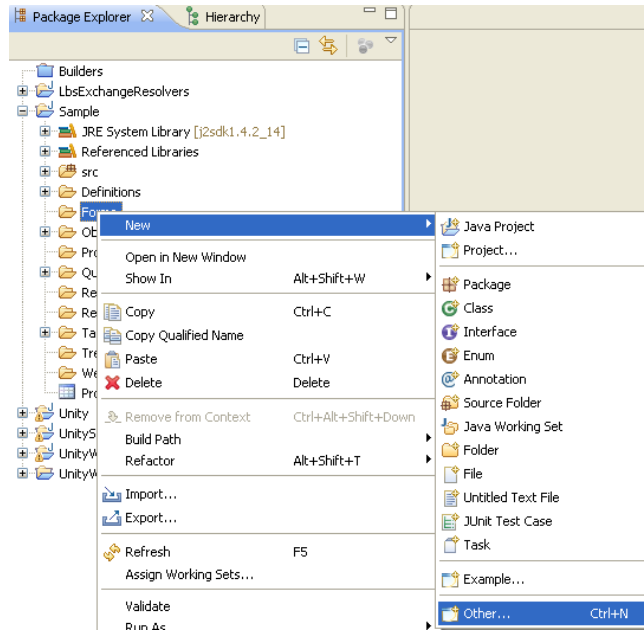 Package Explorer
Hierarchy
Builders
LbsExchangeResolvers
Sample
JRE System Library [j2sdk1.4.2_14]
Referenced Libraries
src
Definitions
New
Open in New Window
Show In Alt+Shift+W
Copy Ctrl+C
Copy Qualified Name
Paste Ctrl+V
Delete Delete
Remove from Context Ctrl+Alt+Shift+Down
Build Path
Refactor Alt+Shift+T
Import...
Export...
Refresh F5
Assign Working Sets...
Validate
Run As
Java Project
Project...
Package
Class
Interface
Enum
Annotation
Source Folder
Java Working Set
Folder
File
Untitled Text File
JUnit Test Case
Task
Example...
Other... Ctrl+N
Unity